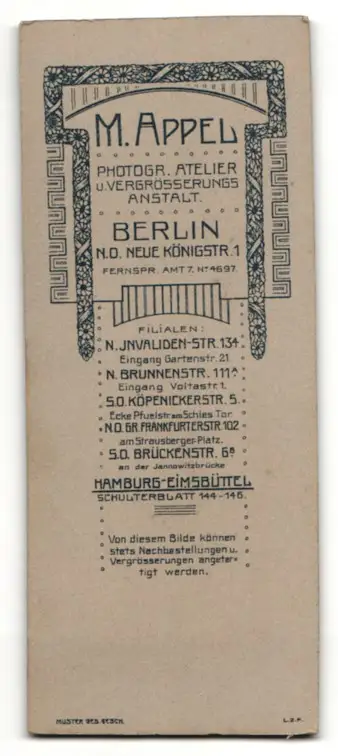 M. APPEL
PHOTOGR. ATELIER
U. VERGRÖSSERUNGS
ANSTALT.
BERLIN
N.O. NEUE KÖNIGSTR. 1
FERNSPR. AMT 7. No 4697.
FILIALEN:
N. JNVALIDEN-STR. 134.
Eingang Gartenstr. 21
N. BRUNNENSTR. 111A
Eingang Voltastr 1.
S.O. KÖPENICKERSTR. 5.
Ecke Pfuelstr am Schles Tor
N.O. GR. FRANKFURTERSTR. 102
am Strausberger-Platz.
S.O. BRÜCKENSTR. 6B
an der Jannowitzbrücke
HAMBURG-EIMSBÜTTEL
SCHULTERBLATT 144-146.
Von diesem Bilde können
stets Nachbestellungen u.
Vergrösserungen angefer-
tigt werden.
MUSTER GES. GESCH. L.B.P.